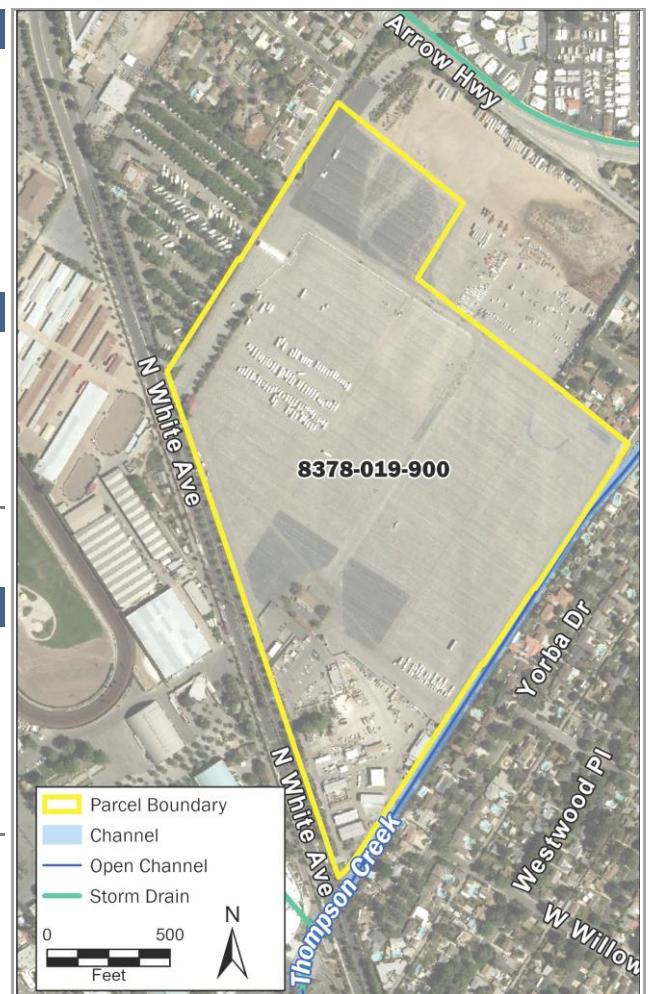 Arrow Hwy
N White Ave
8378-019-900
Yorba Dr
Westwood Pl
N White Ave
Thompson Creek
W Willow
Parcel Boundary
Channel
Open Channel
Storm Drain
N
0 500
Feet